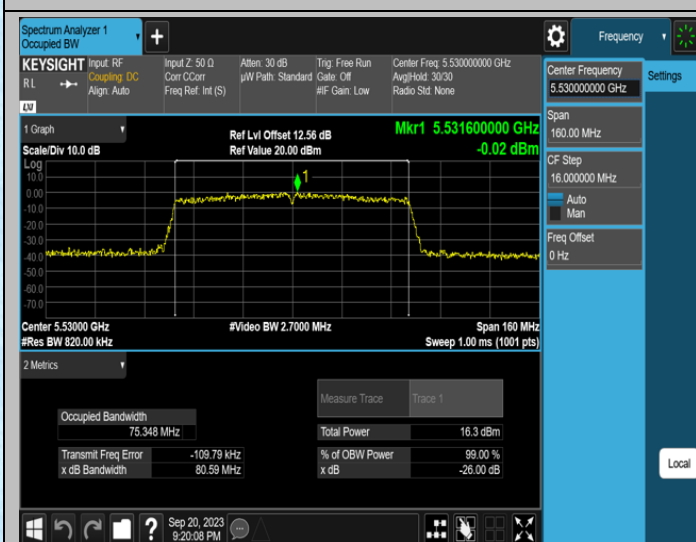 Spectrum Analyzer 1
Occupied BW
Frequency
KEYSIGHT
Input: RF
Input Z: 50 Ω
Atten: 30 dB
Trig: Free Run
Center Freq: 5.530000000 GHz
R L
Coupling: DC
Corr CCorr
µW Path: Standard
Gate: Off
Avg|Hold: 30/30
Align: Auto
Freq Ref: Int (S)
#IF Gain: Low
Radio Std: None
LXI
1 Graph
Ref Lvl Offset 12.56 dB
Mkr1 5.531600000 GHz
Scale/Div 10.0 dB
Ref Value 20.00 dBm
-0.02 dBm
Log
10.0
0.00
-10.0
-20.0
-30.0
-40.0
-50.0
-60.0
-70.0
1
Center 5.53000 GHz
#Video BW 2.7000 MHz
Span 160 MHz
#Res BW 820.00 kHz
Sweep 1.00 ms (1001 pts)
2 Metrics
Measure Trace
Trace 1
Occupied Bandwidth
75.348 MHz
Total Power
16.3 dBm
Transmit Freq Error
-109.79 kHz
% of OBW Power
99.00 %
x dB Bandwidth
80.59 MHz
x dB
-26.00 dB
Center Frequency
5.530000000 GHz
Settings
Span
160.00 MHz
CF Step
16.000000 MHz
Auto
Man
Freq Offset
0 Hz
Local
?
Sep 20, 2023
9:20:08 PM